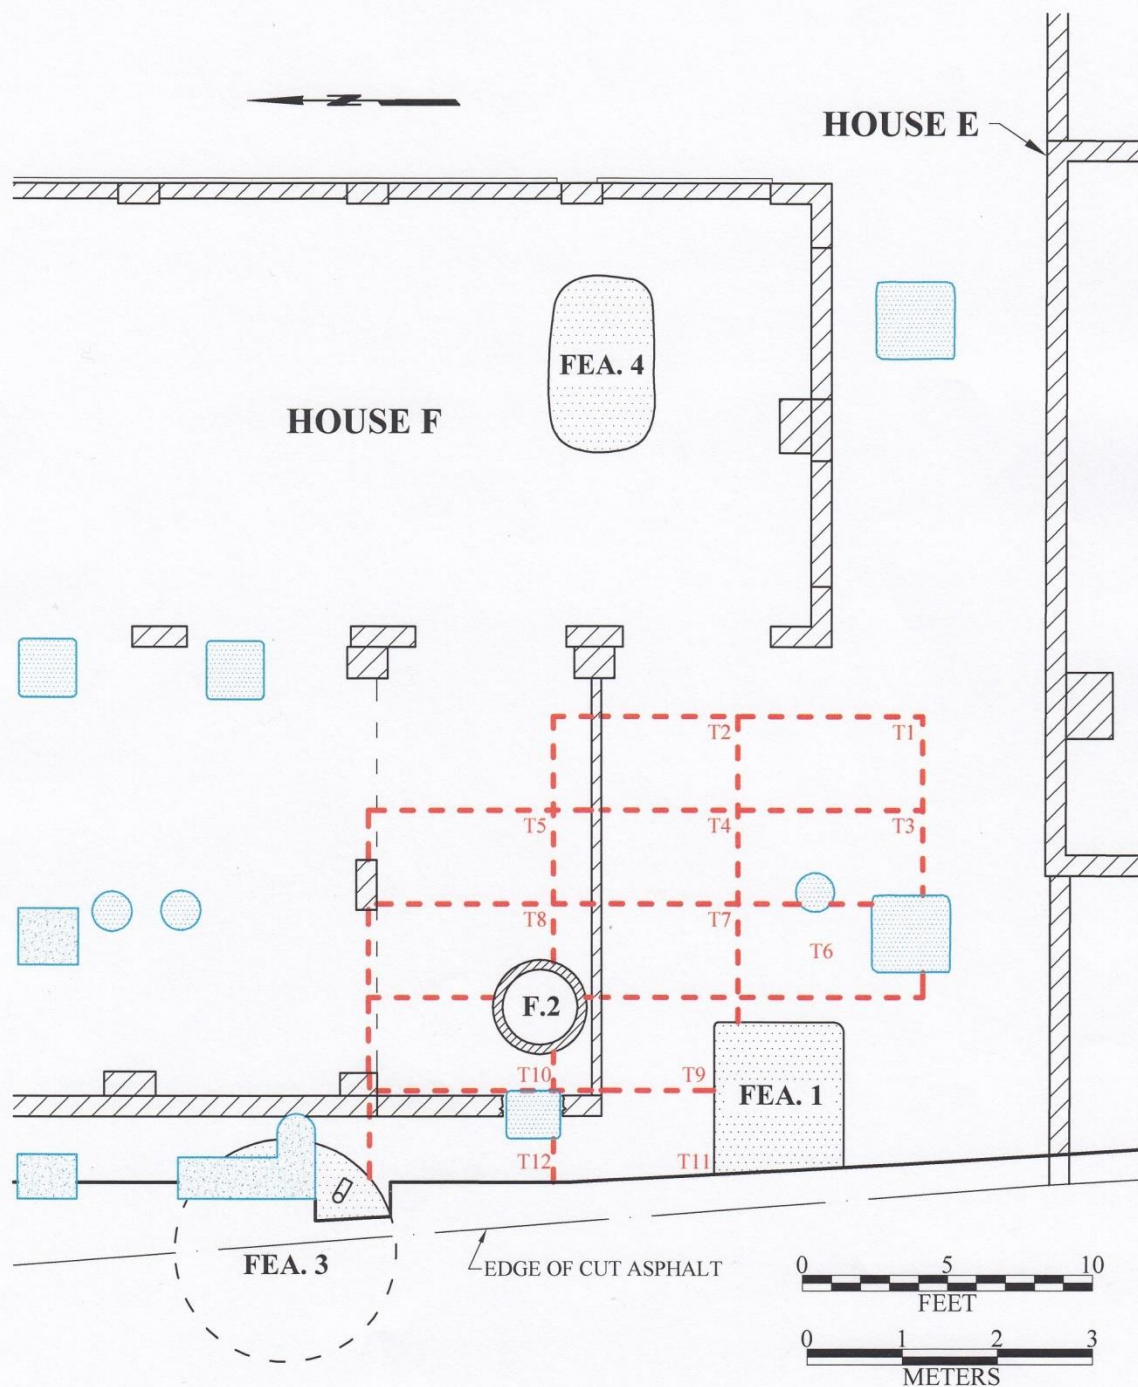 N
HOUSE E
FEA. 4
HOUSE F
T2
T1
T5
T4
T3
T8
T7
T6
F.2
T10
T9
FEA. 1
T12
T11
FEA. 3
EDGE OF CUT ASPHALT
0 5 10
FEET
0 1 2 3
METERS